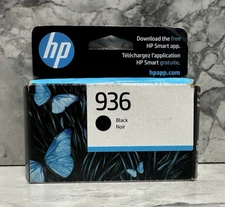 hp
Download the free
HP Smart app.
Téléchargez l'application
HP Smart gratuite.
hpapp.com
936
Black
Noir